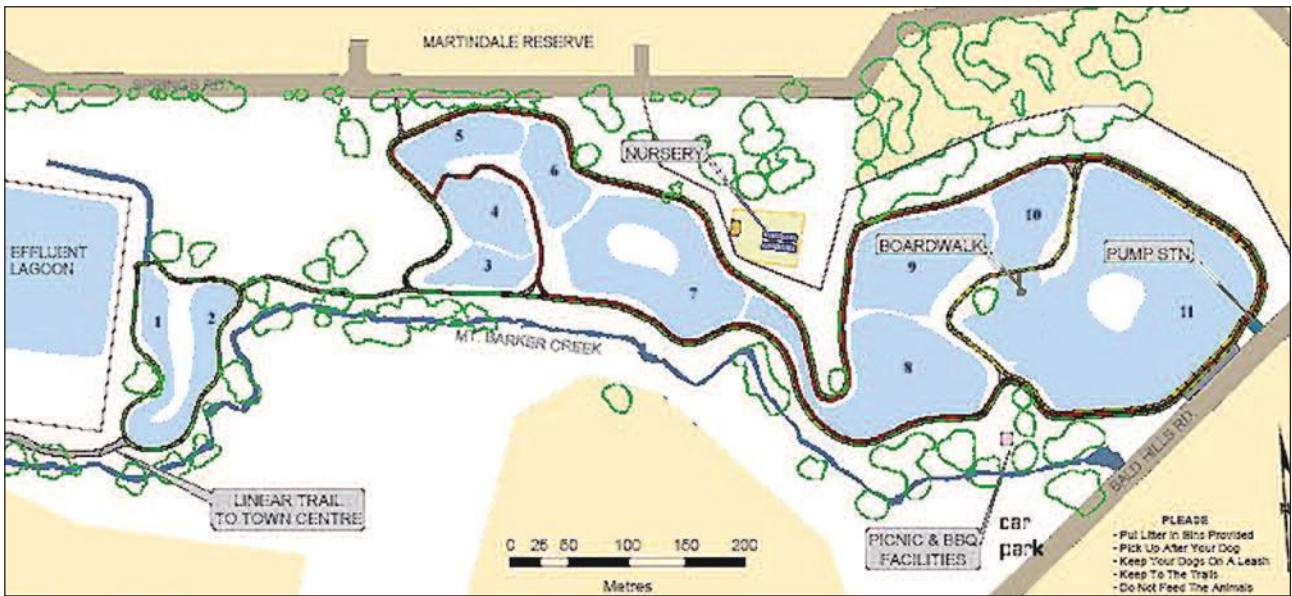 MARTINDALE RESERVE
SPRINGS RD.
5
NURSERY
6
4
10
BOARDWALK
PUMP STN.
EFFLUENT
LAGOON
9
3
7
11
1
2
MT. BARKER CREEK
8
BALD HILLS RD.
LINEAR TRAIL
TO TOWN CENTRE
PICNIC & BBQ
FACILITIES
car
park
0 25 50 100 150 200
Metres
PLEASE
- Put Litter In Bins Provided
- Pick Up After Your Dog
- Keep Your Dogs On A Leash
- Keep To The Trails
- Do Not Feed The Animals